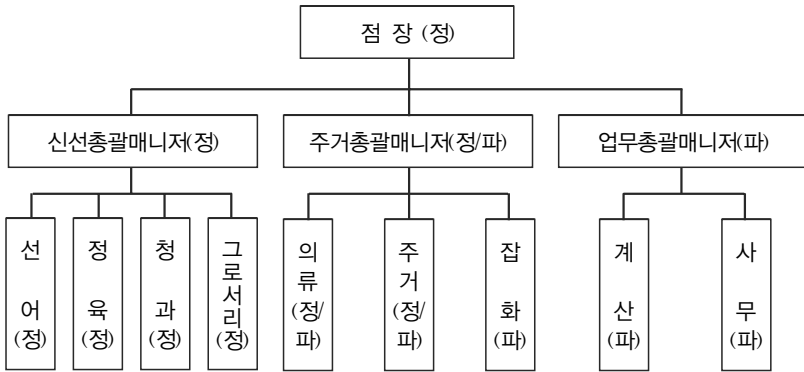 점 장 (정)
신선총괄매니저(정)
주거총괄매니저(정/파)
업무총괄매니저(파)
선어(정)
정육(정)
청과(정)
그로서리(정)
의류(정/파)
주거(정/파)
잡화(파)
계산(파)
사무(파)